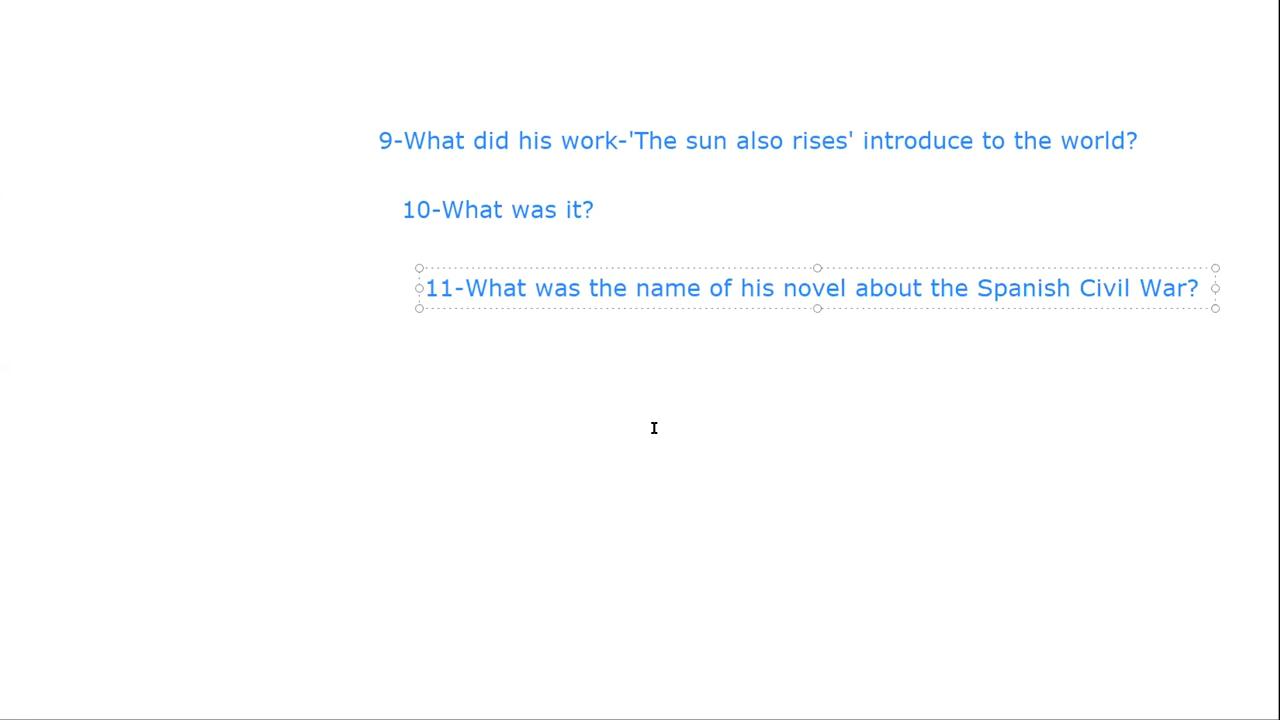 9-What did his work-'The sun also rises' introduce to the world?
10-What was it?
11-What was the name of his novel about the Spanish Civil War?